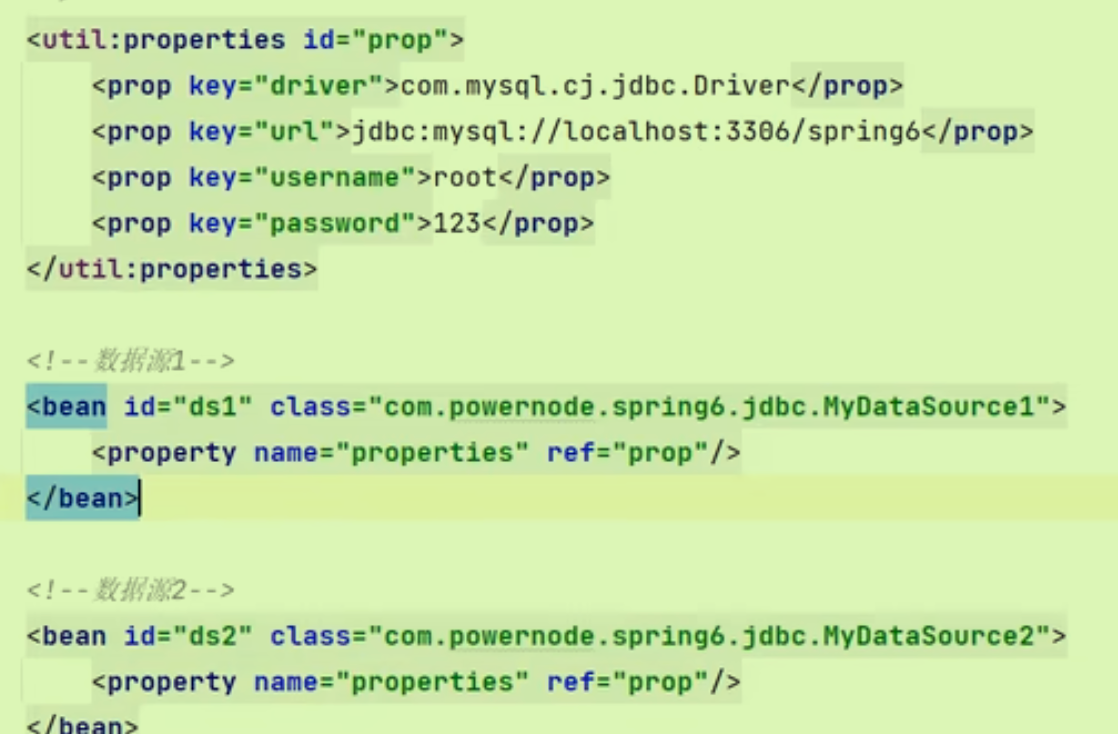 <util:properties id="prop">
    <prop key="driver">com.mysql.cj.jdbc.Driver</prop>
    <prop key="url">jdbc:mysql://localhost:3306/spring6</prop>
    <prop key="username">root</prop>
    <prop key="password">123</prop>
</util:properties>
<!--数据源1-->
<bean id="ds1" class="com.powernode.spring6.jdbc.MyDataSource1">
    <property name="properties" ref="prop"/>
</bean>
<!--数据源2-->
<bean id="ds2" class="com.powernode.spring6.jdbc.MyDataSource2">
    <property name="properties" ref="prop"/>
</bean>